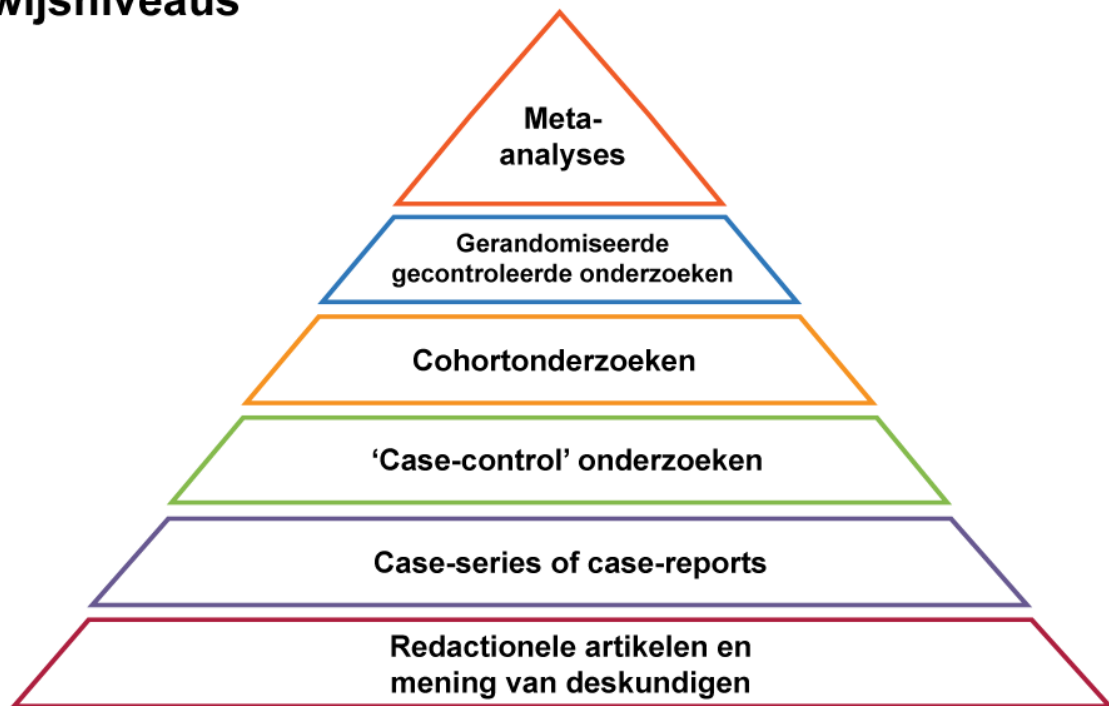 wijsniveaus
Meta-
analyses
Gerandomiseerde
gecontroleerde onderzoeken
Cohortonderzoeken
‘Case-control’ onderzoeken
Case-series of case-reports
Redactionele artikelen en
mening van deskundigen